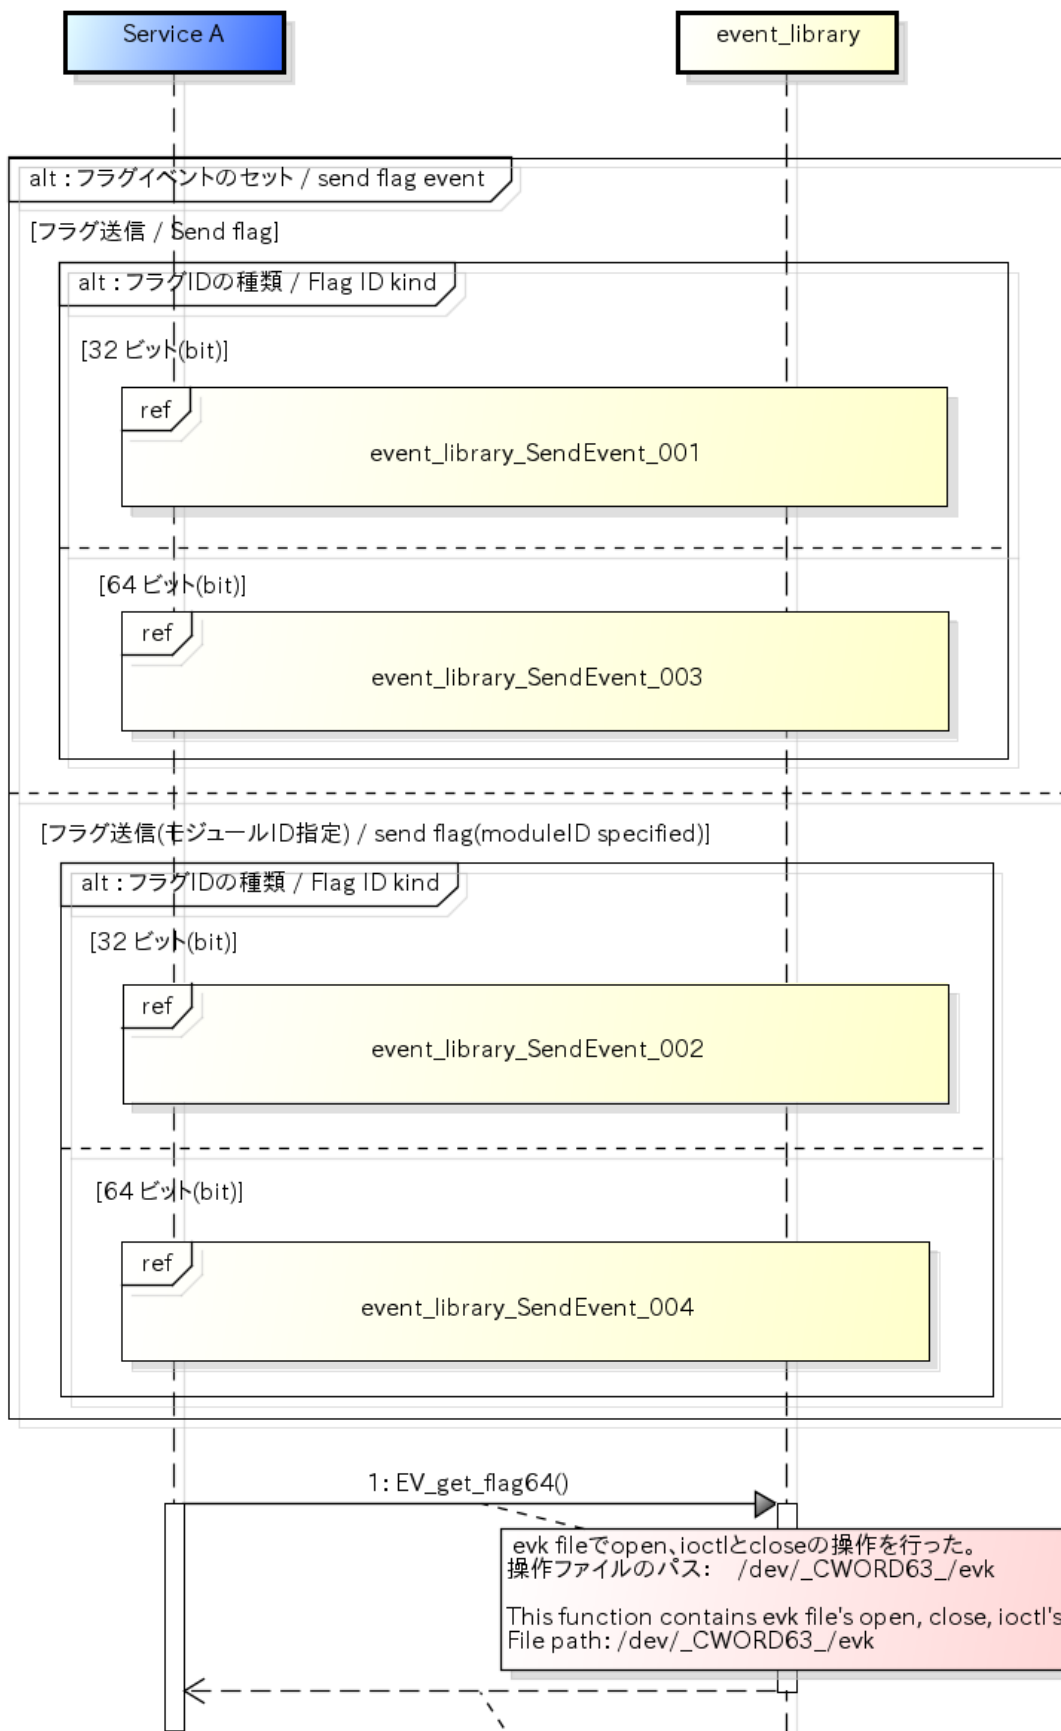 Service A
event_library
alt : フラグイベントのセット / send flag event
[フラグ送信 / Send flag]
alt : フラグIDの種類 / Flag ID kind
[32 ビット(bit)]
ref
event_library_SendEvent_001
[64 ビット(bit)]
ref
event_library_SendEvent_003
[フラグ送信(モジュールID指定) / send flag(moduleID specified)]
alt : フラグIDの種類 / Flag ID kind
[32 ビット(bit)]
ref
event_library_SendEvent_002
[64 ビット(bit)]
ref
event_library_SendEvent_004
1: EV_get_flag64()
evk fileでopen、ioctlとcloseの操作を行った。
操作ファイルのパス: /dev/_CWORD63_/evk
This function contains evk file's open, close, ioctl's
File path: /dev/_CWORD63_/evk